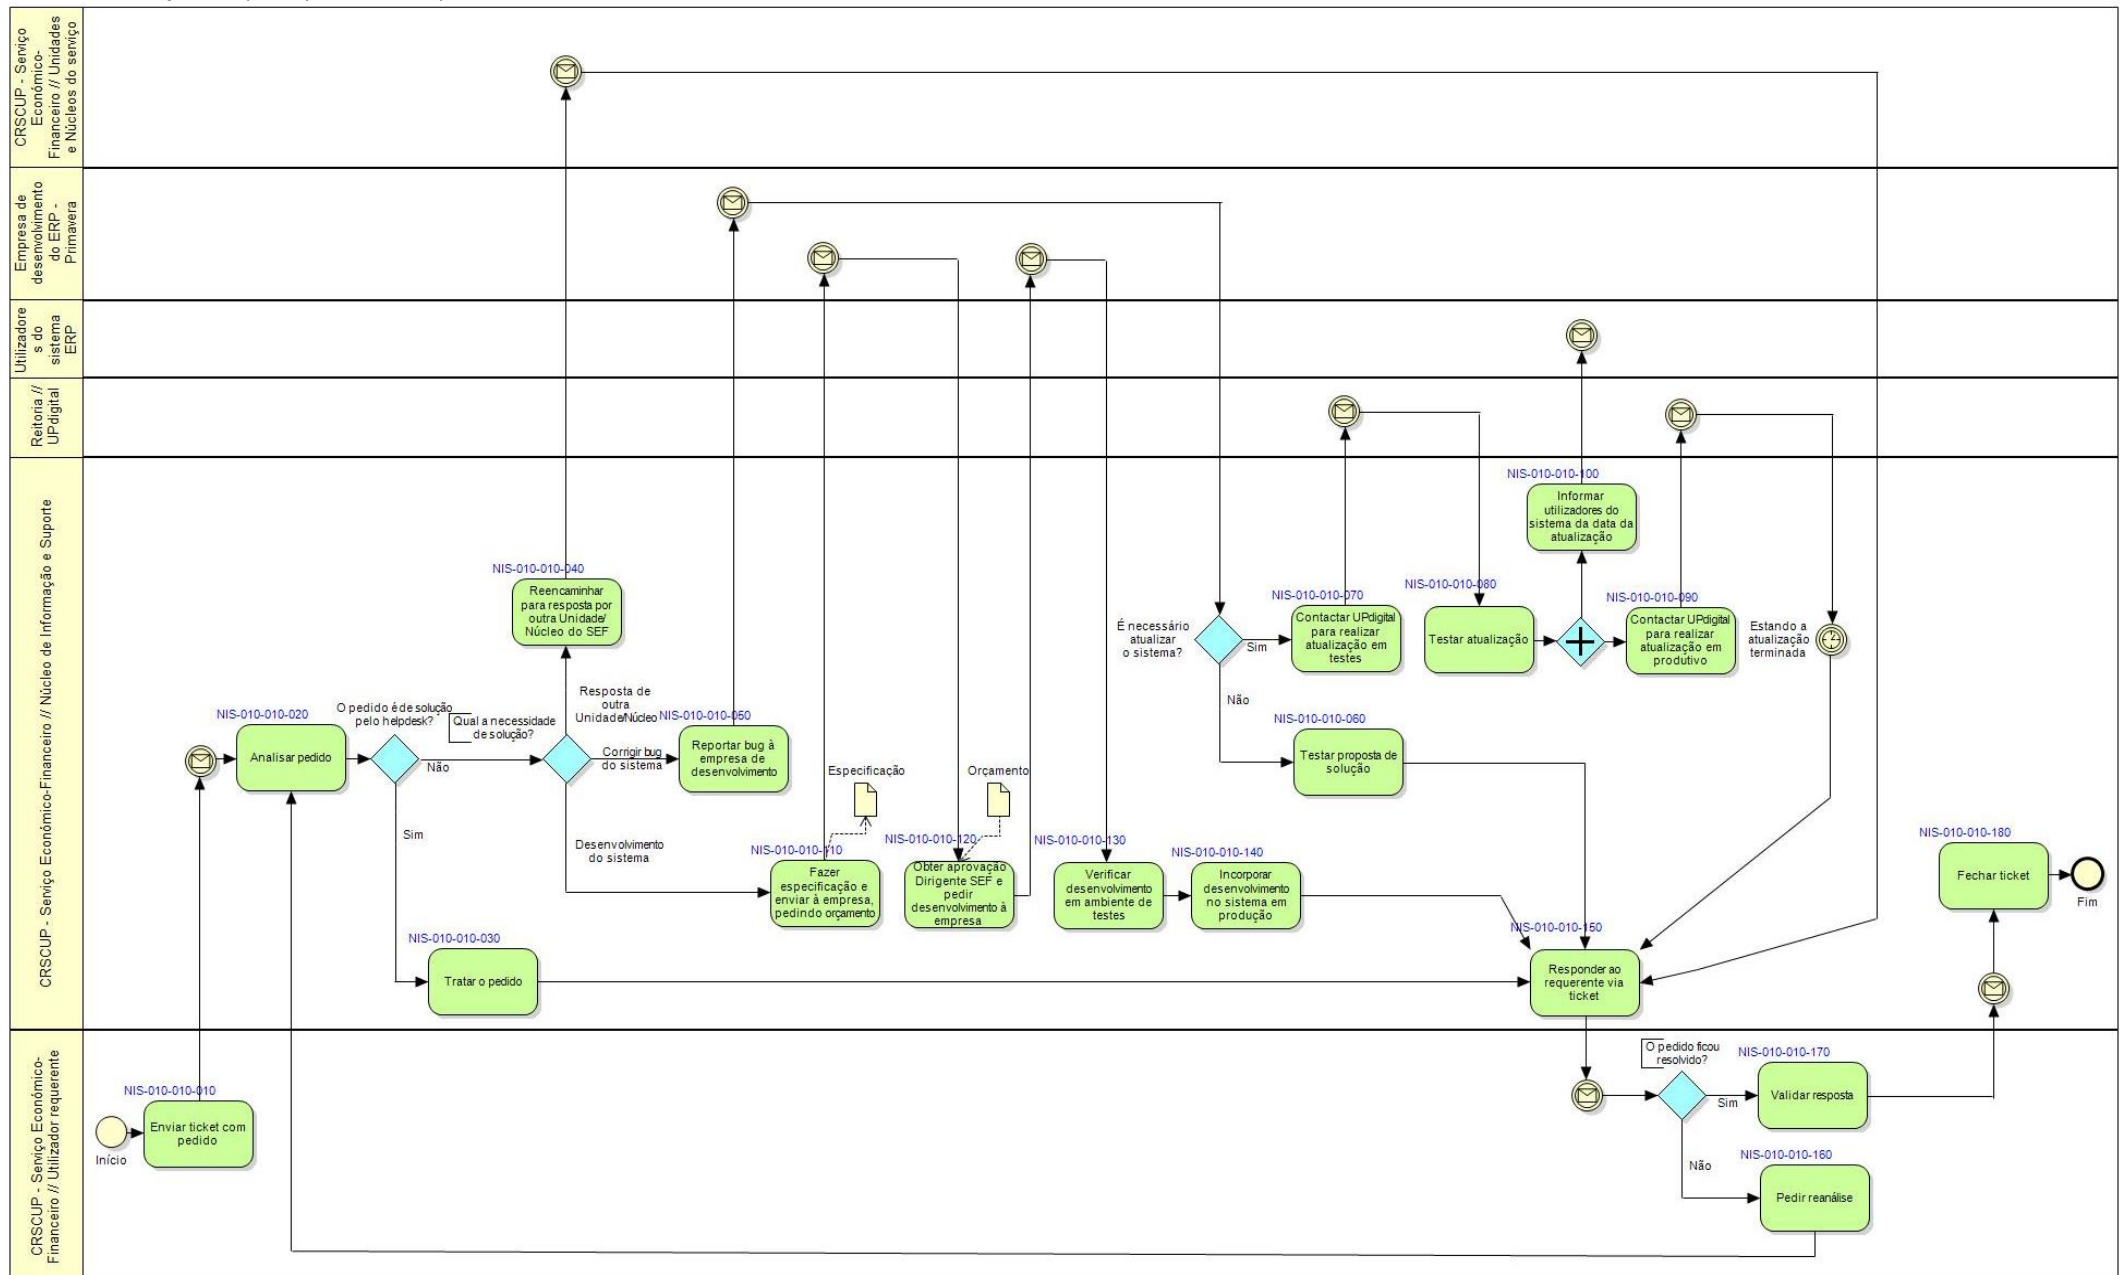 CRSCUP - Serviço
Económico-
Financeiro // Unidades
e Núcleos do serviço
Empresa de
desenvolvimento
do ERP -
Primavera
Utilizadore
s do
sistema
ERP
Reitoria //
UPdigital
CRSCUP - Serviço Económico-Financeiro // Núcleo de Informação e Suporte
CRSCUP - Serviço Económico-
Financeiro // Utilizador requerente
Início
NIS-010-010-010
Enviar ticket com
pedido
NIS-010-010-020
Analisar pedido
O pedido é de solução
pelo helpdesk?
Não
Sim
NIS-010-010-030
Tratar o pedido
Qual a necessidade
de solução?
NIS-010-010-040
Reencaminhar
para resposta por
outra Unidade/
Núcleo do SEF
Resposta de
outra
Unidade/Núcleo
Corrigir bug
do sistema
NIS-010-010-050
Reportar bug à
empresa de
desenvolvimento
Desenvolvimento
do sistema
NIS-010-010-110
Fazer
especificação e
enviar à empresa,
pedindo orçamento
Especificação
Orçamento
NIS-010-010-120
Obter aprovação
Dirigente SEF e
pedir
desenvolvimento à
empresa
NIS-010-010-130
Verificar
desenvolvimento
em ambiente de
testes
NIS-010-010-140
Incorporar
desenvolvimento
no sistema em
produção
É necessário
atualizar
o sistema?
Sim
Não
NIS-010-010-060
Testar proposta de
solução
NIS-010-010-070
Contactar UPdigital
para realizar
atualização em
testes
NIS-010-010-080
Testar atualização
NIS-010-010-100
Informar
utilizadores do
sistema da data da
atualização
NIS-010-010-090
Contactar UPdigital
para realizar
atualização em
produtivo
Estando a
atualização
terminada
NIS-010-010-150
Responder ao
requerente via
ticket
O pedido ficou
resolvido?
Sim
Não
NIS-010-010-170
Validar resposta
NIS-010-010-160
Pedir reanálise
NIS-010-010-180
Fechar ticket
Fim